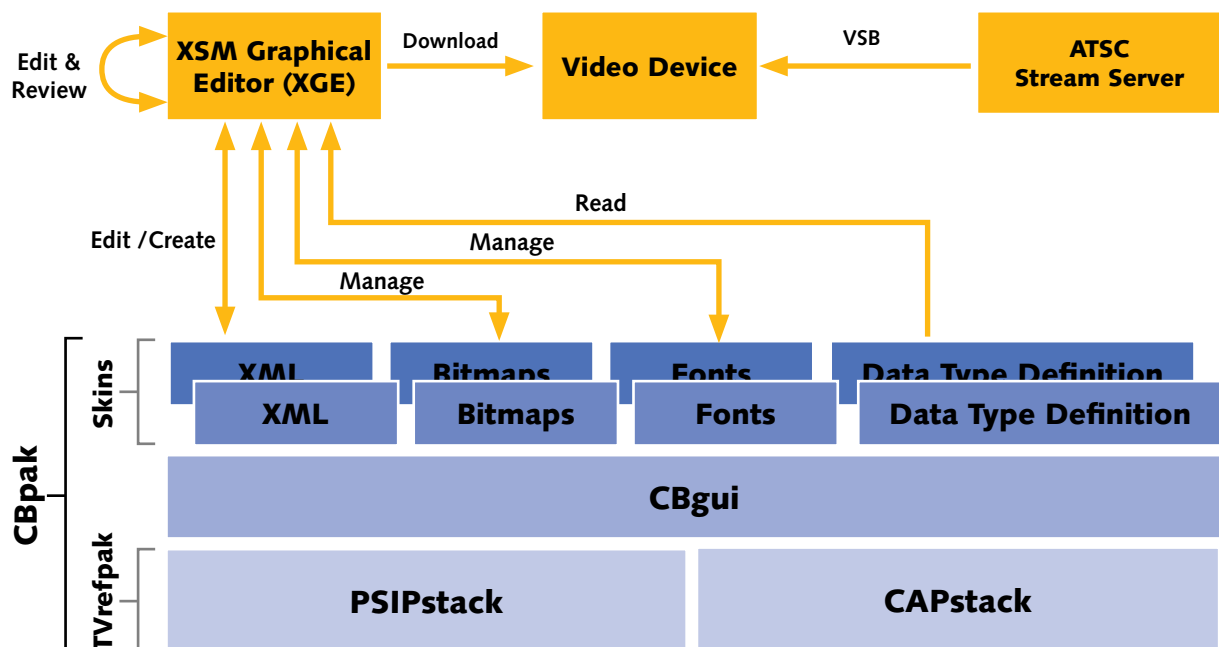 Edit &
Review
XSM Graphical
Editor (XGE)
Download
Video Device
VSB
ATSC
Stream Server
Read
Edit /Create
Manage
Manage
CBpak
Skins
XML
Bitmaps
Fonts
Data Type Definition
XML
Bitmaps
Fonts
Data Type Definition
CBgui
TVrefpak
PSIPstack
CAPstack